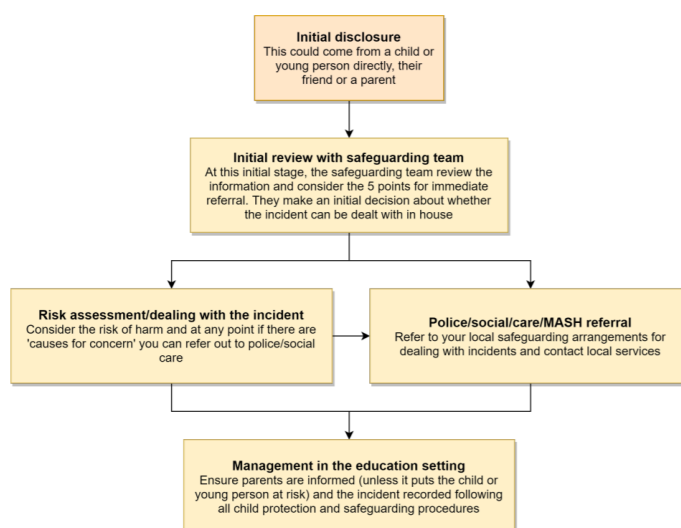 Initial disclosure
This could come from a child or
young person directly, their
friend or a parent
Initial review with safeguarding team
At this initial stage, the safeguarding team review the
information and consider the 5 points for immediate
referral. They make an initial decision about whether
the incident can be dealt with in house
Risk assessment/dealing with the incident
Consider the risk of harm and at any point if there are
'causes for concern' you can refer out to police/social
care
Police/social/care/MASH referral
Refer to your local safeguarding arrangements for
dealing with incidents and contact local services
Management in the education setting
Ensure parents are informed (unless it puts the child or
young person at risk) and the incident recorded following
all child protection and safeguarding procedures